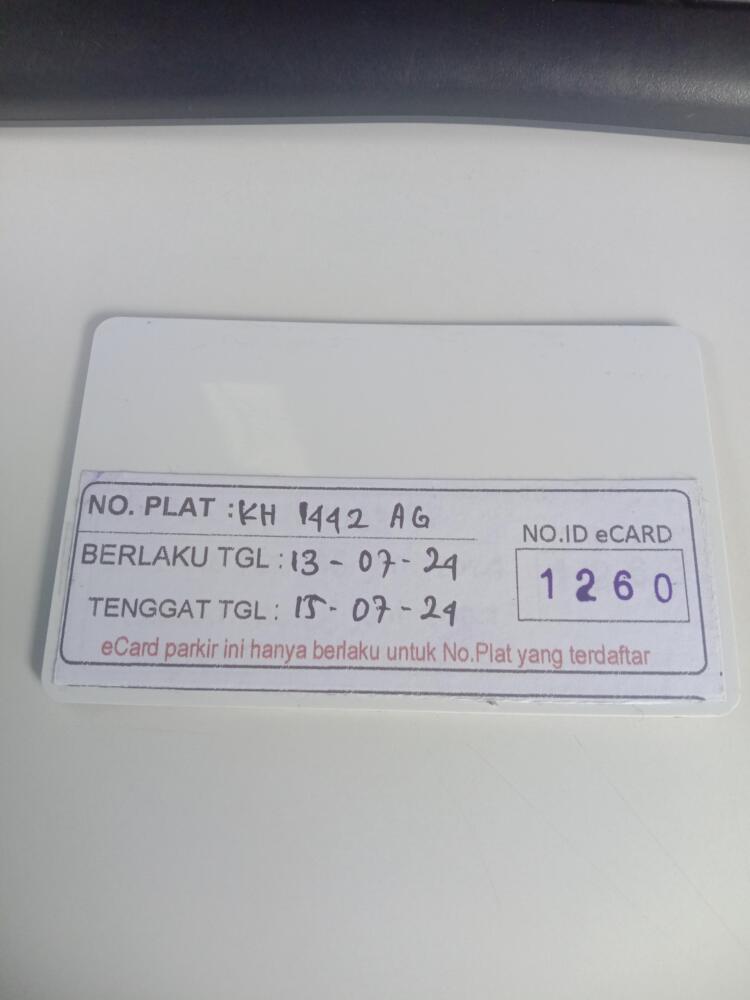 NO. PLAT : KH 1442 AG
BERLAKU TGL : 13 - 07 - 24
TENGGAT TGL : 15 - 07 - 24
NO.ID eCARD
1260
eCard parkir ini hanya berlaku untuk No.Plat yang terdaftar